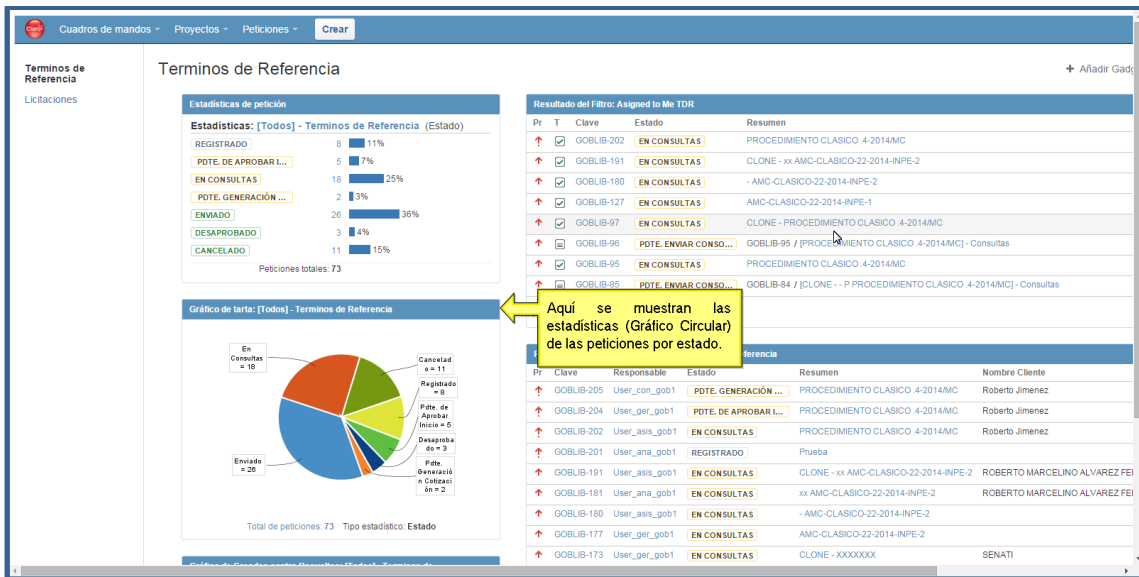 Claro
Cuadros de mandos Proyectos Peticiones Crear
Terminos de
Referencia
Licitaciones
Terminos de Referencia
+ Añadir Gadg
Estadísticas de petición
Estadísticas: [Todos] - Terminos de Referencia (Estado)
REGISTRADO 8 11%
PDTE. DE APROBAR I... 5 7%
EN CONSULTAS 18 25%
PDTE. GENERACIÓN ... 2 3%
ENVIADO 26 36%
DESAPROBADO 3 4%
CANCELADO 11 15%
Peticiones totales: 73
Gráfico de tarta: [Todos] - Terminos de Referencia
En
Consultas
= 18
Cancelad
o = 11
Registrado
= 8
Pdte. de
Aprobar
Inicio = 5
Desaproba
do = 3
Pdte.
Generació
n Cotizaci
ón = 2
Enviado
= 26
Total de peticiones: 73 Tipo estadístico: Estado
Resultado del Filtro: Asigned to Me TDR
Pr T Clave Estado Resumen
GOBLIB-202 EN CONSULTAS PROCEDIMIENTO CLASICO .4-2014/MC
GOBLIB-191 EN CONSULTAS CLONE - xx AMC-CLASICO-22-2014-INPE-2
GOBLIB-180 EN CONSULTAS - AMC-CLASICO-22-2014-INPE-2
GOBLIB-127 EN CONSULTAS AMC-CLASICO-22-2014-INPE-1
GOBLIB-97 EN CONSULTAS CLONE - PROCEDIMIENTO CLASICO .4-2014/MC
GOBLIB-96 PDTE. ENVIAR CONSO... GOBLIB-95 / [PROCEDIMIENTO CLASICO .4-2014/MC] - Consultas
GOBLIB-95 EN CONSULTAS PROCEDIMIENTO CLASICO .4-2014/MC
GOBLIB-85 PDTE. ENVIAR CONSO... GOBLIB-84 / [CLONE - - P PROCEDIMIENTO CLASICO .4-2014/MC] - Consultas
Aquí se muestran las
estadísticas (Gráfico Circular)
de las peticiones por estado.
ferencia
Pr Clave Responsable Estado Resumen Nombre Cliente
GOBLIB-205 User_con_gob1 PDTE. GENERACIÓN ... PROCEDIMIENTO CLASICO .4-2014/MC Roberto Jimenez
GOBLIB-204 User_ger_gob1 PDTE. DE APROBAR I... PROCEDIMIENTO CLASICO .4-2014/MC Roberto Jimenez
GOBLIB-202 User_asis_gob1 EN CONSULTAS PROCEDIMIENTO CLASICO .4-2014/MC Roberto Jimenez
GOBLIB-201 User_ana_gob1 REGISTRADO Prueba
GOBLIB-191 User_asis_gob1 EN CONSULTAS CLONE - xx AMC-CLASICO-22-2014-INPE-2 ROBERTO MARCELINO ALVAREZ FE
GOBLIB-181 User_ana_gob1 EN CONSULTAS xx AMC-CLASICO-22-2014-INPE-2 ROBERTO MARCELINO ALVAREZ FE
GOBLIB-180 User_asis_gob1 EN CONSULTAS - AMC-CLASICO-22-2014-INPE-2
GOBLIB-177 User_ger_gob1 EN CONSULTAS AMC-CLASICO-22-2014-INPE-2
GOBLIB-173 User_ger_gob1 EN CONSULTAS CLONE - XXXXXXX SENATI